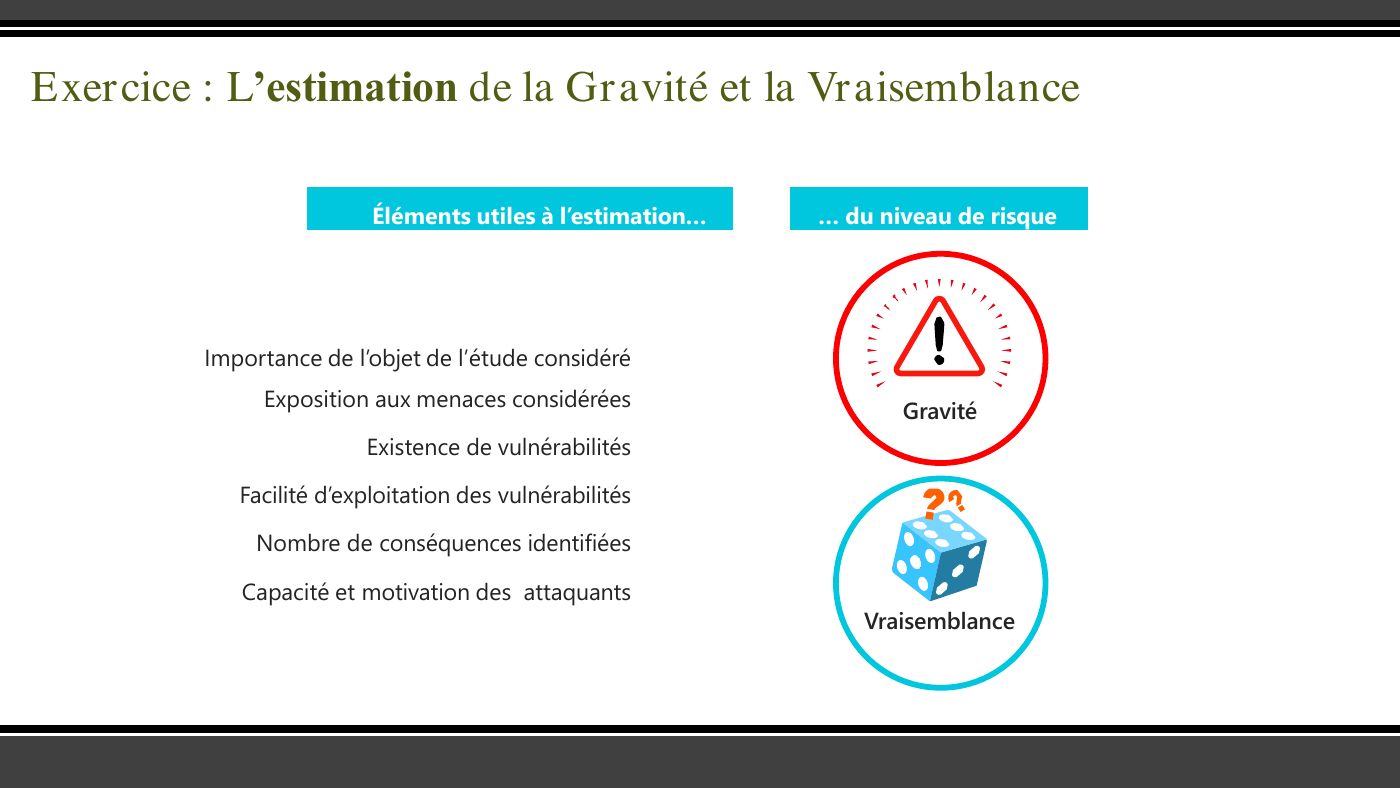 Exercice : L’estimation de la Gravité et la Vraisemblance
Éléments utiles à l’estimation…
… du niveau de risque
Importance de l’objet de l’étude considéré
Exposition aux menaces considérées
Existence de vulnérabilités
Facilité d’exploitation des vulnérabilités
Nombre de conséquences identifiées
Capacité et motivation des attaquants
Gravité
??
Vraisemblance